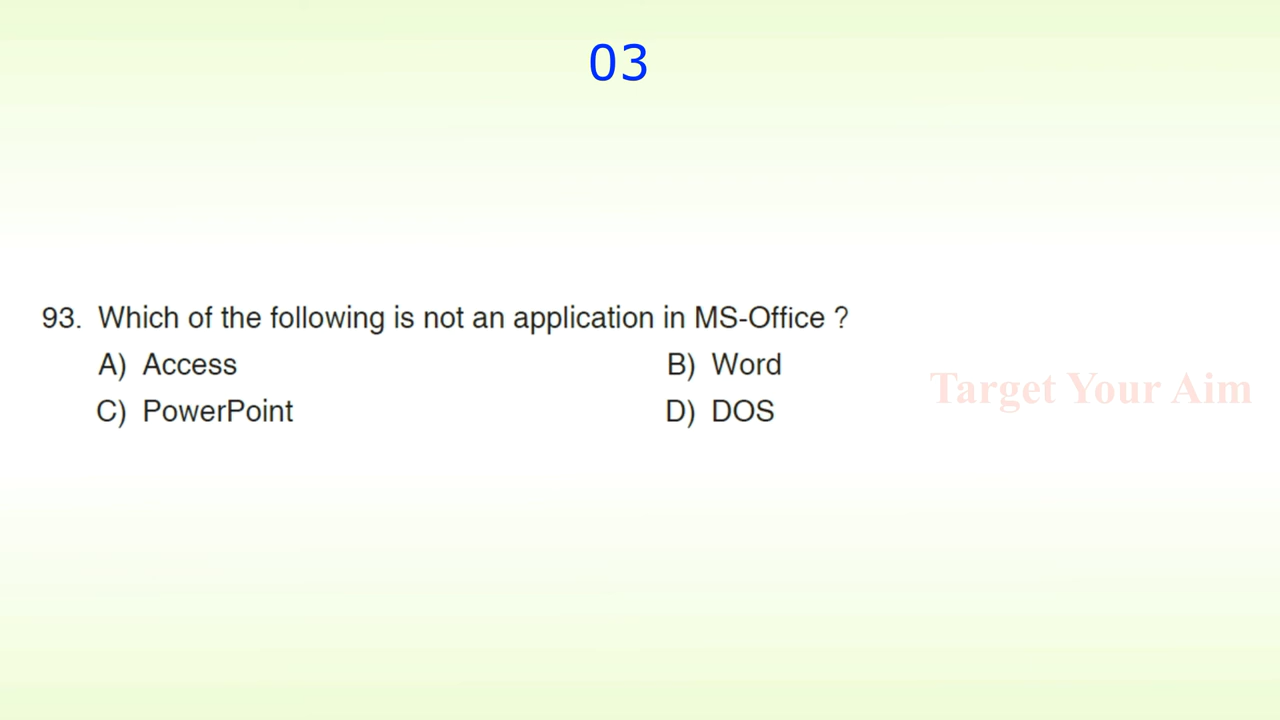 03
93. Which of the following is not an application in MS-Office ?
A) Access B) Word
C) PowerPoint D) DOS
Target Your Aim